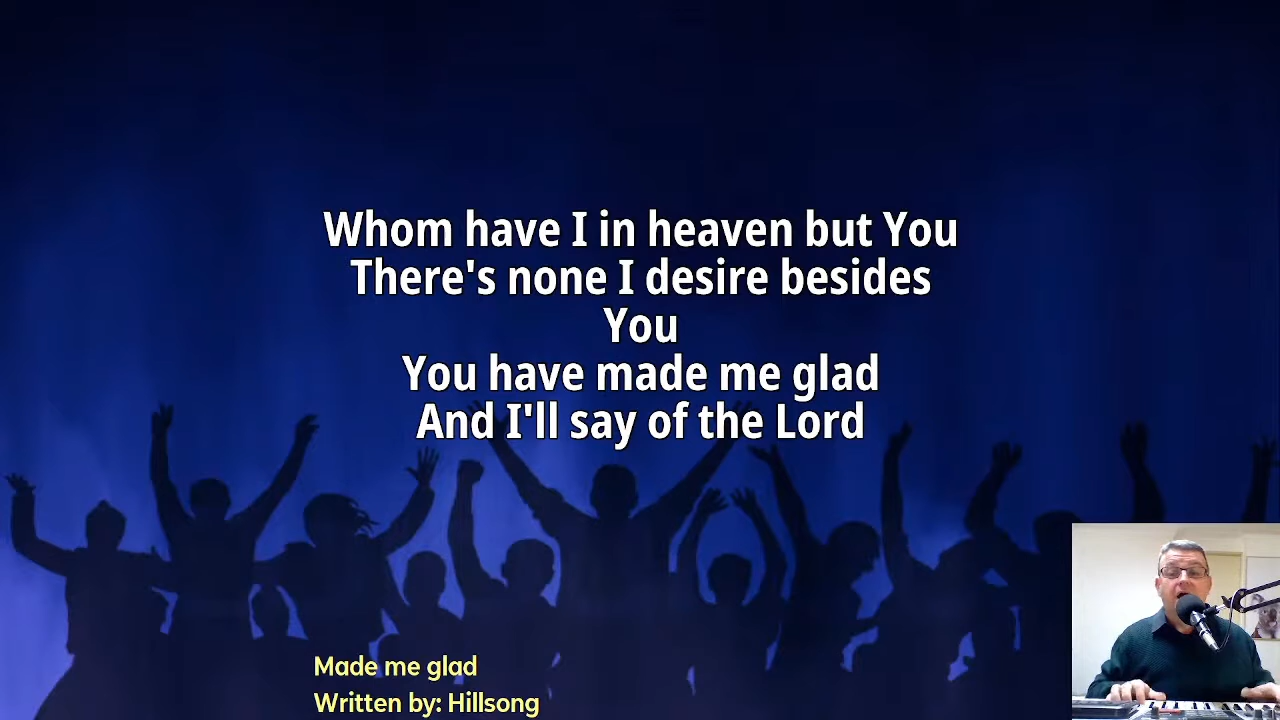 Whom have I in heaven but You
There's none I desire besides
You
You have made me glad
And I'll say of the Lord
Made me glad
Written by: Hillsong